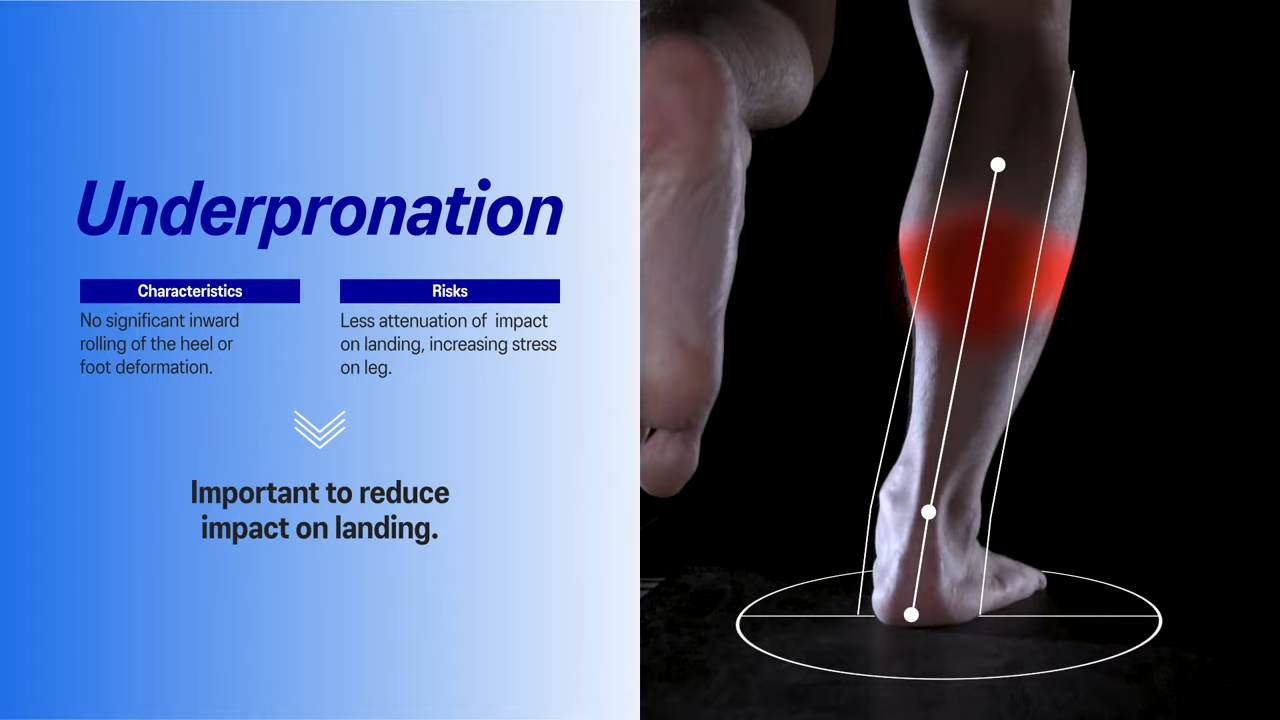 Underpronation
Characteristics
No significant inward
rolling of the heel or
foot deformation.
Risks
Less attenuation of  impact
on landing, increasing stress
on leg.
Important to reduce
impact on landing.